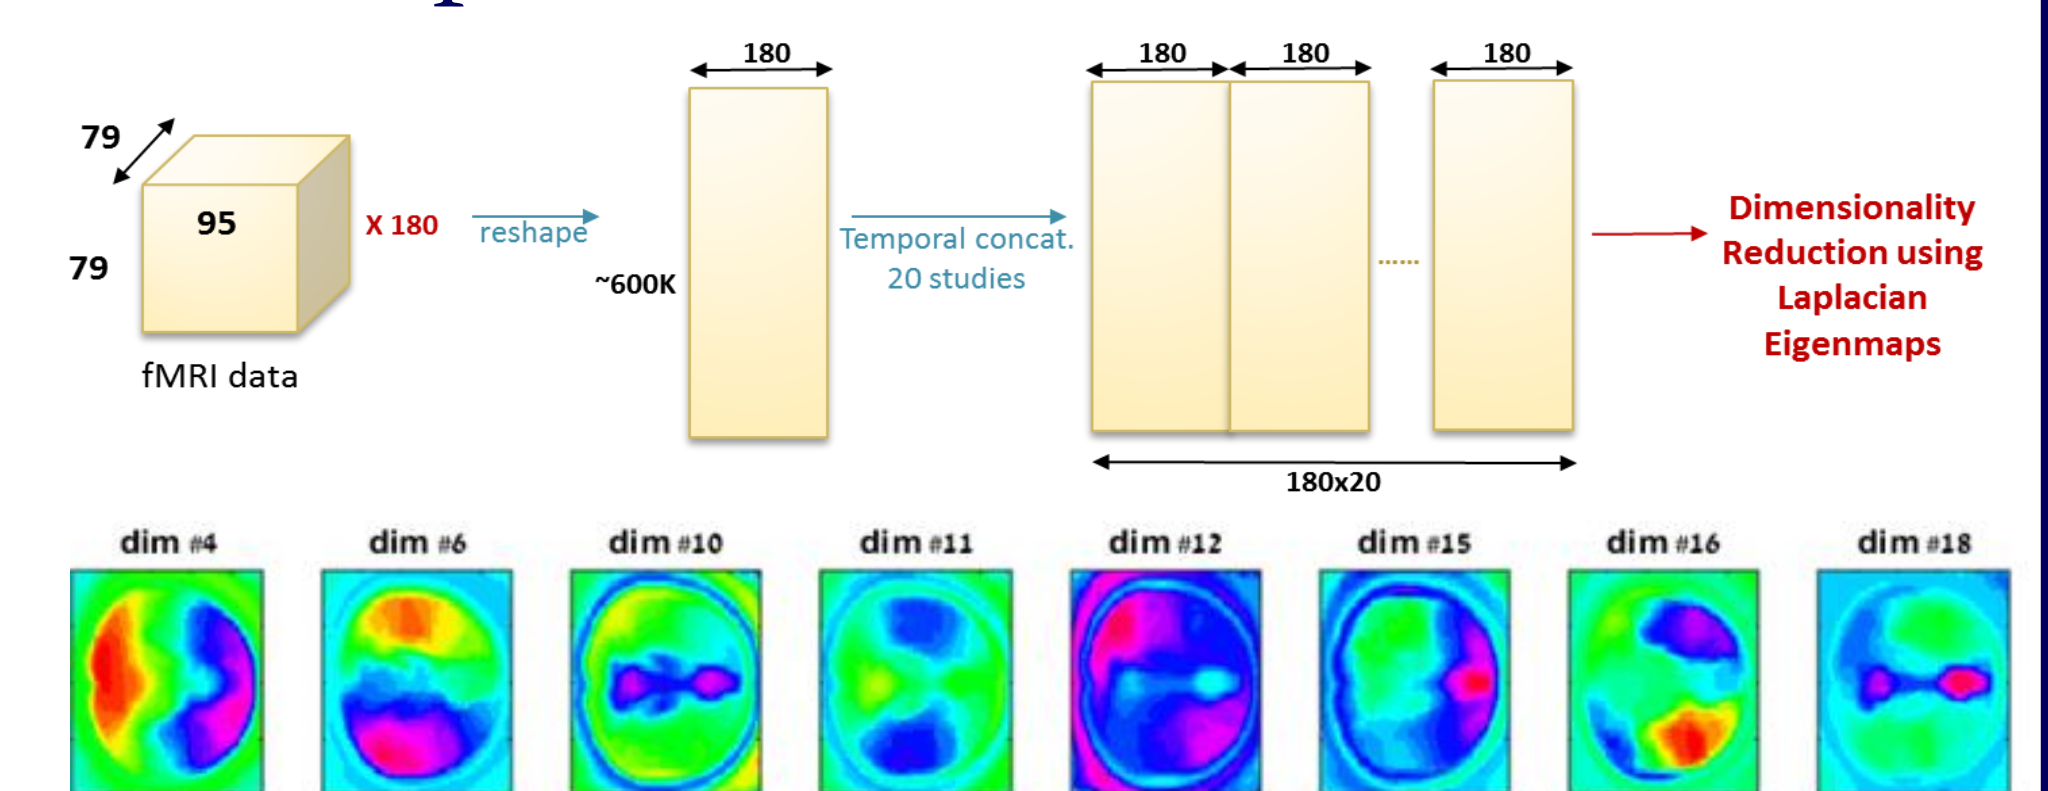 180
180
180
180
79
95
X 180
79
reshape
~600K
Temporal concat.
20 studies
......
Dimensionality
Reduction using
Laplacian
Eigenmaps
fMRI data
180x20
dim #4
dim #6
dim #10
dim #11
dim #12
dim #15
dim #16
dim #18